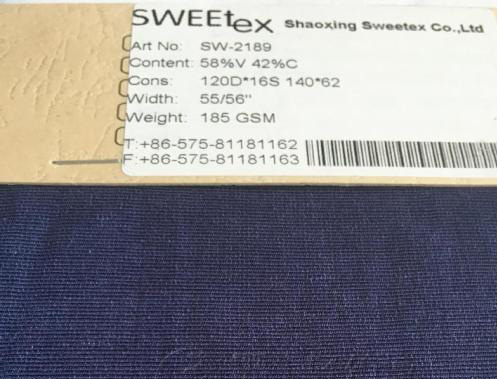 SWEEtex Shaoxing Sweetex Co.,Ltd
Art No: SW-2189
Content: 58%V 42%C
Cons: 120D*16S 140*62
Width: 55/56"
Weight: 185 GSM
T:+86-575-81181162
F:+86-575-81181163